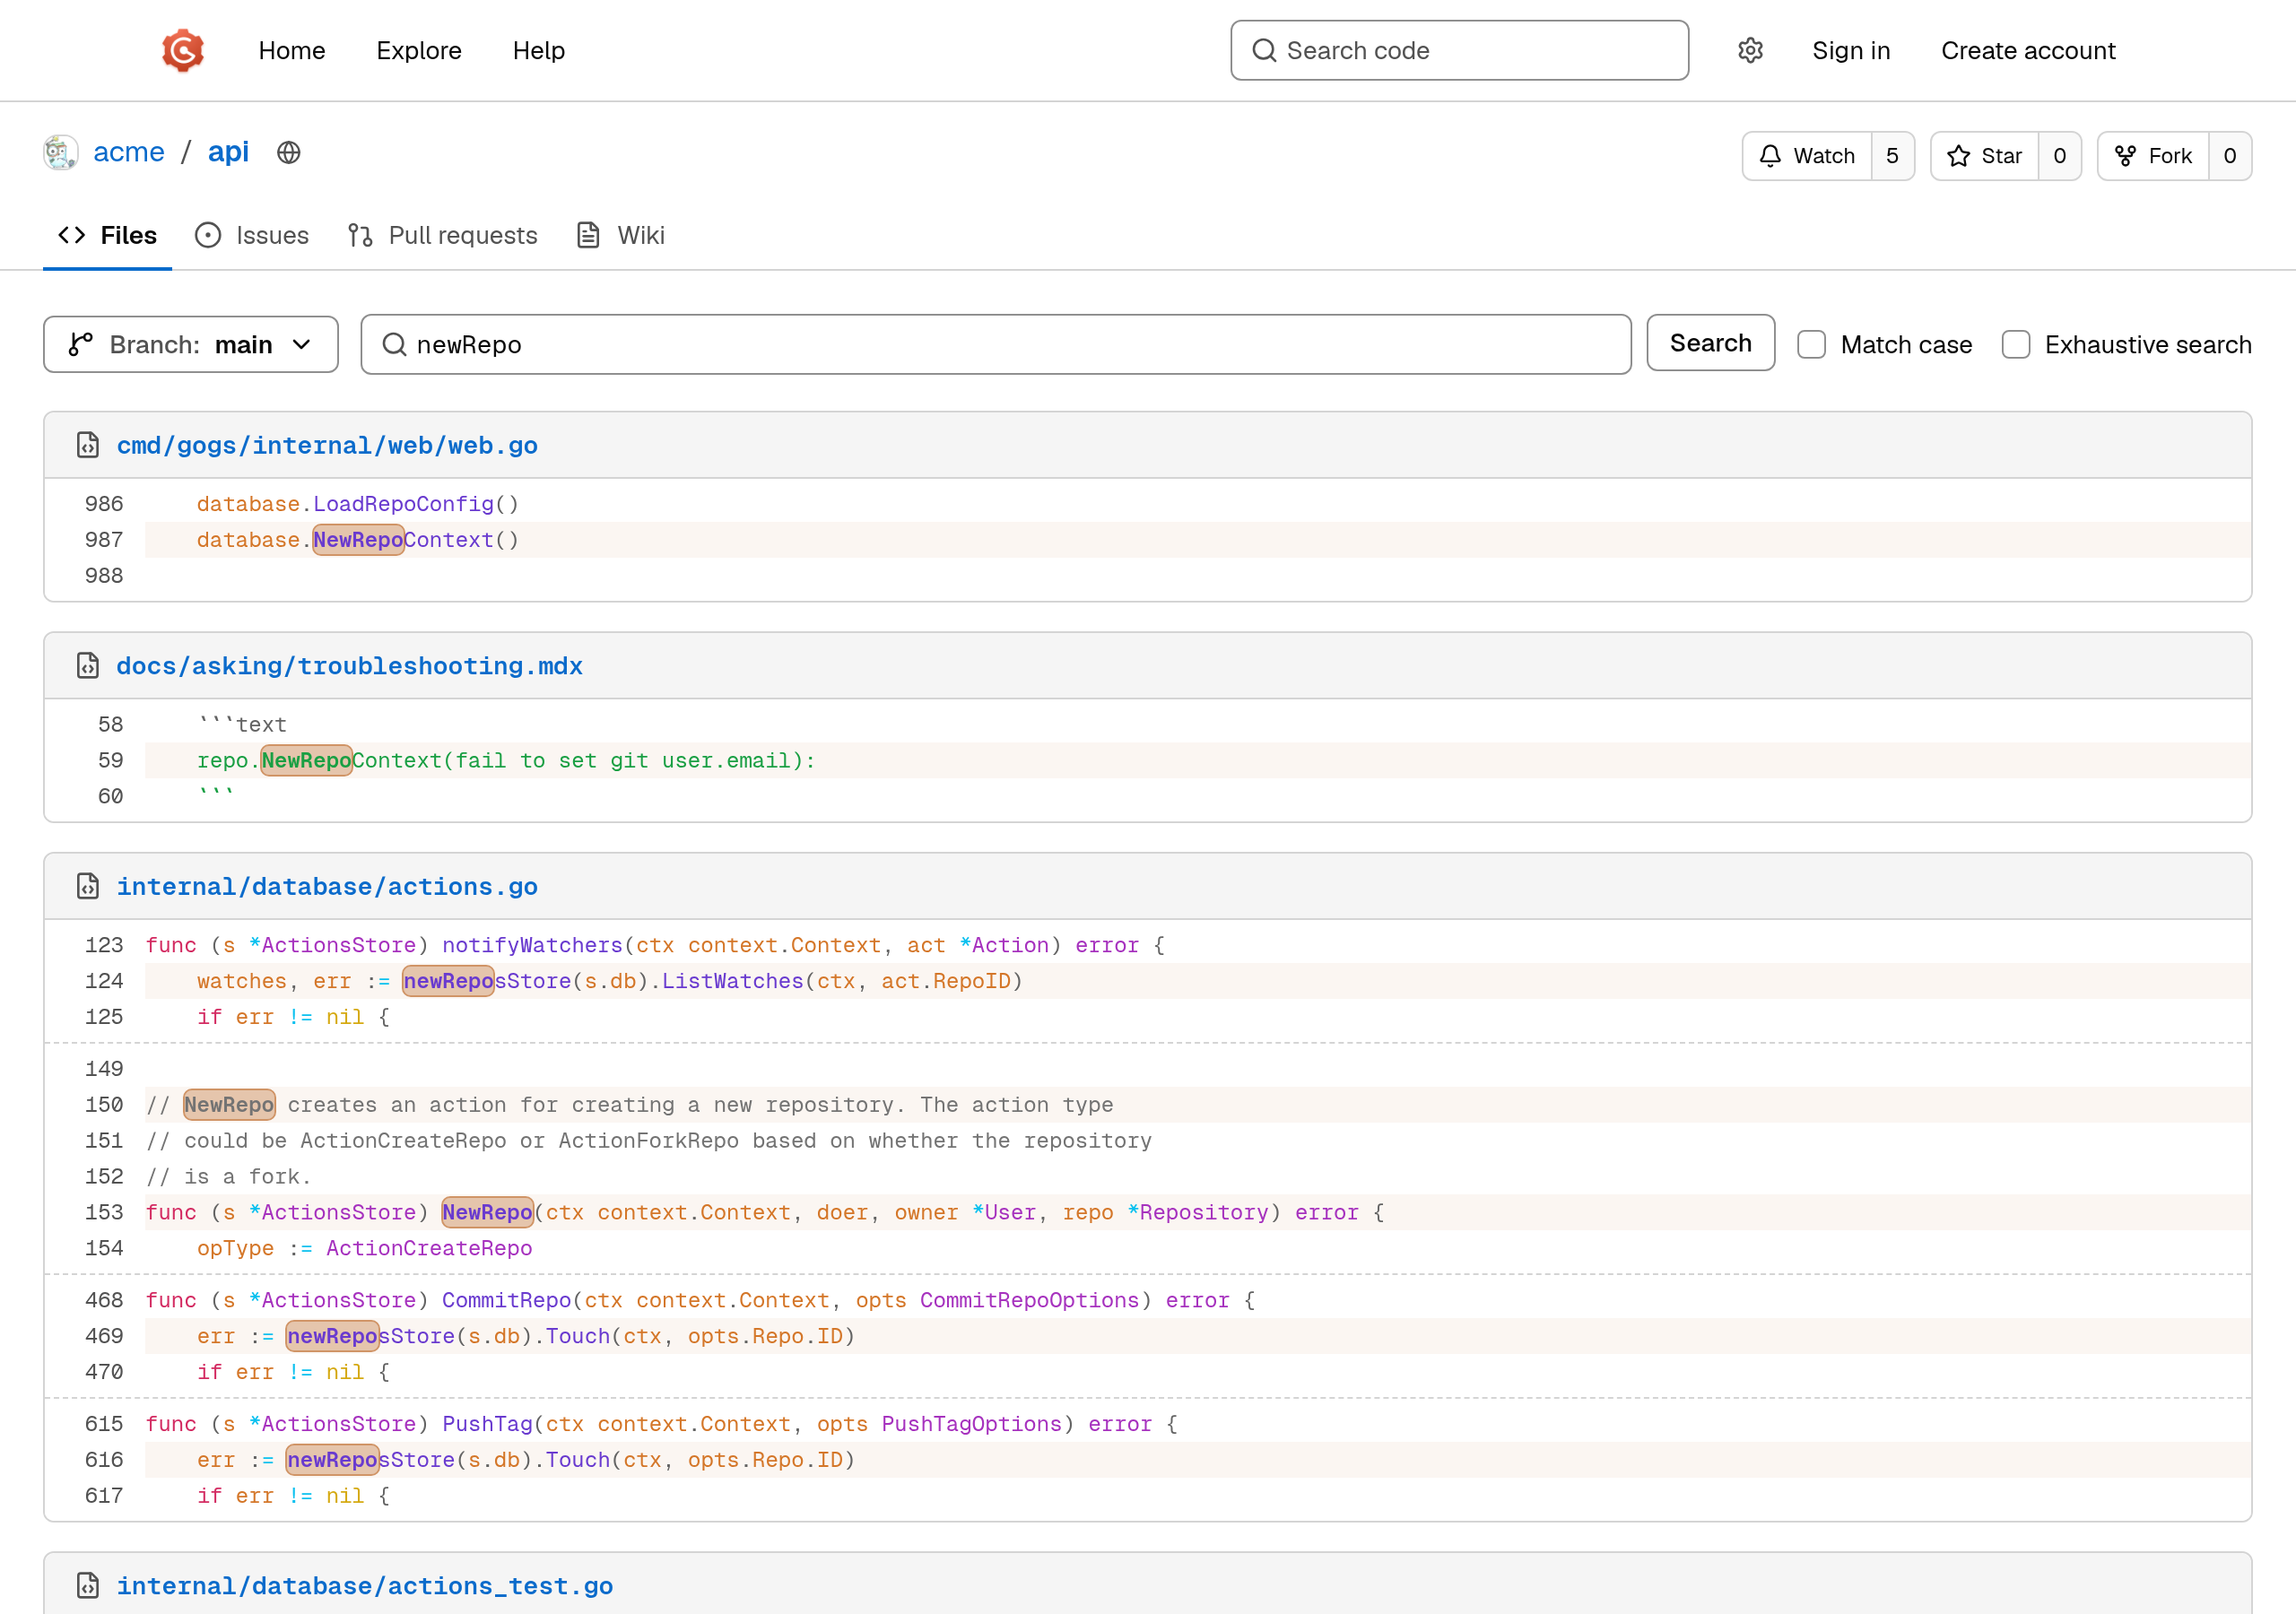 Home Explore Help Search code Sign in Create account
acme / api Watch 5 Star 0 Fork 0
Files Issues Pull requests Wiki
Branch: main newRepo Search Match case Exhaustive search
cmd/gogs/internal/web/web.go
986 database.LoadRepoConfig()
987 database.NewRepoContext()
988
docs/asking/troubleshooting.mdx
58 ```text
59 repo.NewRepoContext(fail to set git user.email):
60 ```
internal/database/actions.go
123 func (s *ActionsStore) notifyWatchers(ctx context.Context, act *Action) error {
124 watches, err := newReposStore(s.db).ListWatches(ctx, act.RepoID)
125 if err != nil {
149
150 // NewRepo creates an action for creating a new repository. The action type
151 // could be ActionCreateRepo or ActionForkRepo based on whether the repository
152 // is a fork.
153 func (s *ActionsStore) NewRepo(ctx context.Context, doer, owner *User, repo *Repository) error {
154 opType := ActionCreateRepo
468 func (s *ActionsStore) CommitRepo(ctx context.Context, opts CommitRepoOptions) error {
469 err := newReposStore(s.db).Touch(ctx, opts.Repo.ID)
470 if err != nil {
615 func (s *ActionsStore) PushTag(ctx context.Context, opts PushTagOptions) error {
616 err := newReposStore(s.db).Touch(ctx, opts.Repo.ID)
617 if err != nil {
internal/database/actions_test.go